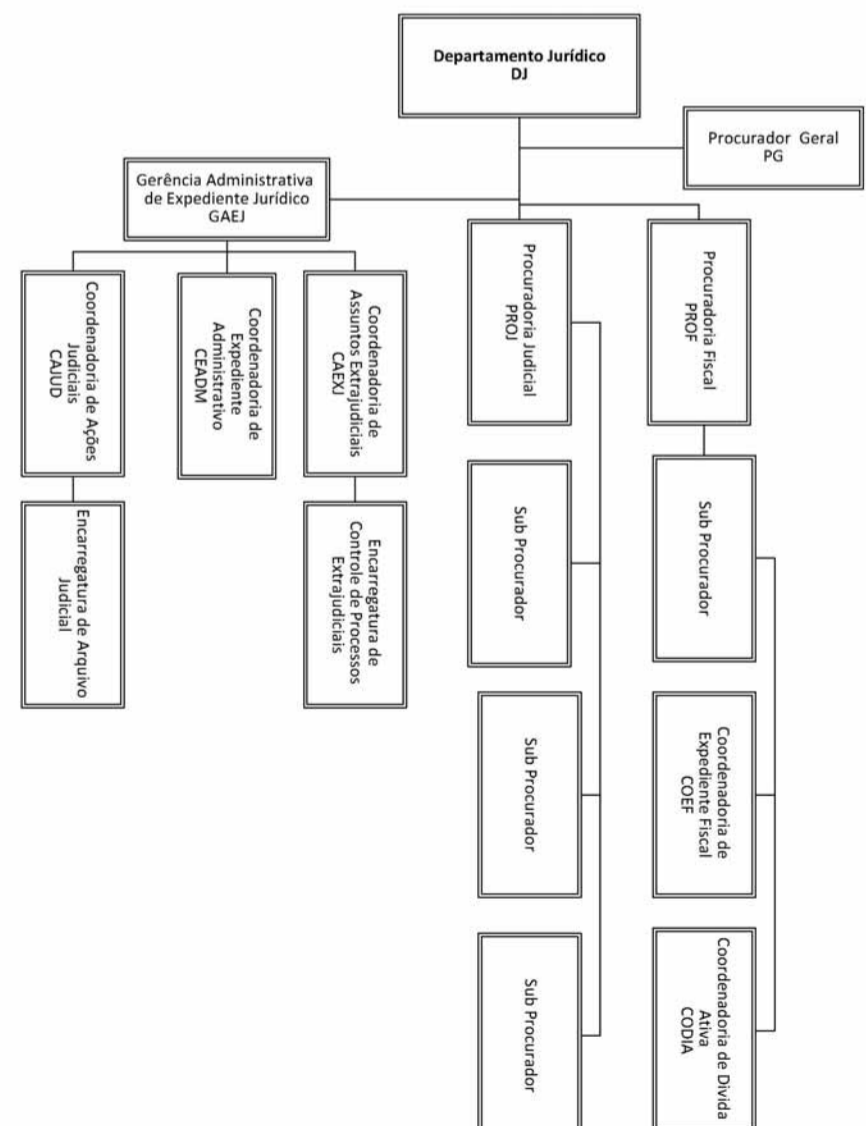 Departamento Jurídico
DJ
Procurador Geral
PG
Gerência Administrativa
de Expediente Jurídico
GAEJ
Coordenadoria de Ações
Judiciais
CAJUD
Coordenadoria de
Expediente
Administrativo
CEADM
Coordenadoria de
Assuntos Extrajudiciais
CAEXJ
Procuradoria Judicial
PROJ
Procuradoria Fiscal
PROF
Encarregatura de Arquivo
Judicial
Encarregatura de
Controle de Processos
Extrajudiciais
Sub Procurador
Sub Procurador
Sub Procurador
Sub Procurador
Coordenadoria de
Expediente Fiscal
COEF
Coordenadoria de Divida
Ativa
CODIA